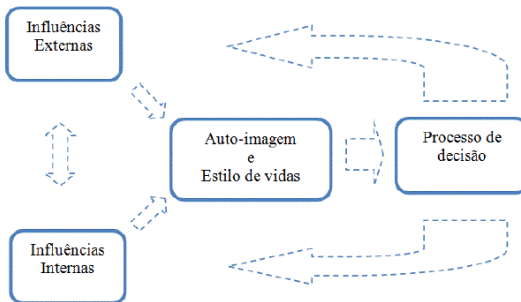 Influências
Externas
Auto-imagem
e
Estilo de vidas
Processo de
decisão
Influências
Internas